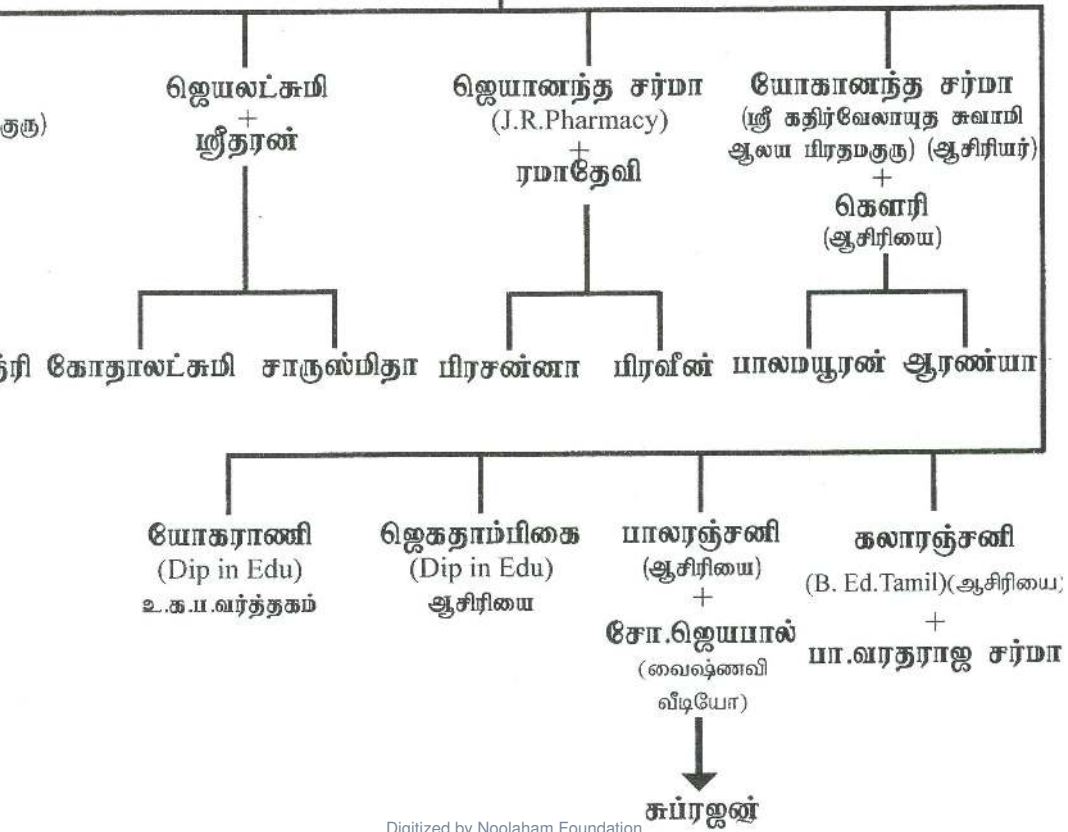 குரு)
ஜெயலட்சுமி
+
ஸ்ரீதரன்
ஜெயானந்த சர்மா
(J.R.Pharmacy)
+
ரமாதேவி
யோகானந்த சர்மா
(ஸ்ரீ கதிர்வேலாயுத சுவாமி
ஆலய பிரதமகுரு) (ஆசிரியர்)
+
கௌரி
(ஆசிரியை)
த்ரி கோதாலட்சுமி சாருஸ்மிதா பிரசன்னா பிரவீன் பாலமயூரன் ஆரண்யா
யோகராணி
(Dip in Edu)
உ.க.ப.வர்த்தகம்
ஜெகதாம்பிகை
(Dip in Edu)
ஆசிரியை
பாலரஞ்சனி
(ஆசிரியை)
+
சோ.ஜெயபால்
(வைஷ்ணவி
வீடியோ)
சுப்ரஜன்
கலாரஞ்சனி
(B. Ed.Tamil)(ஆசிரியை)
+
பா.வரதராஜ சர்மா
Digitized by Noolaham Foundation